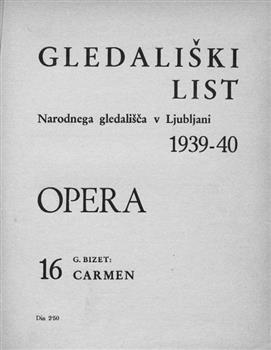 GLEDALIŠKI
LIST
Narodnega gledališča v Ljubljani
1939-40
OPERA
16 G. BIZET:
CARMEN
Din 2·50